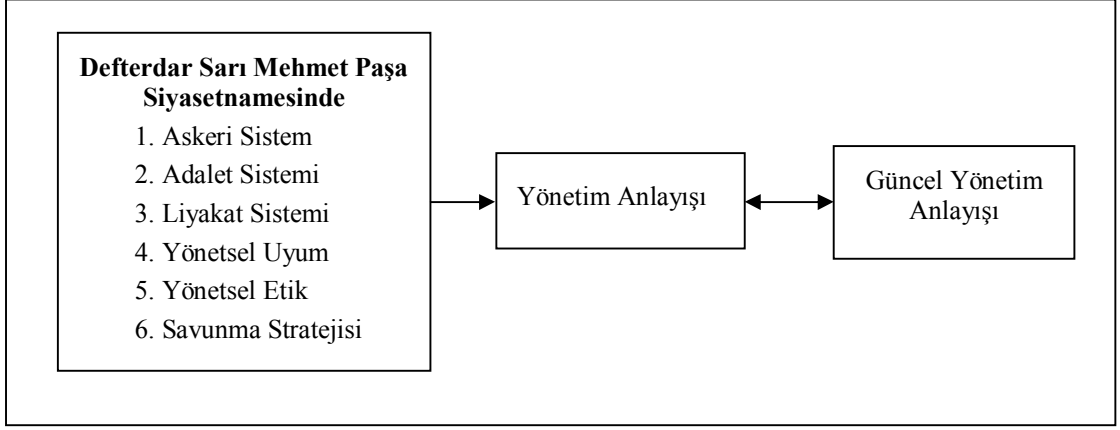 Defterdar Sarı Mehmet Paşa
Siyasetnamesinde
1. Askeri Sistem
2. Adalet Sistemi
3. Liyakat Sistemi
4. Yönetsel Uyum
5. Yönetsel Etik
6. Savunma Stratejisi
Yönetim Anlayışı
Güncel Yönetim
Anlayışı